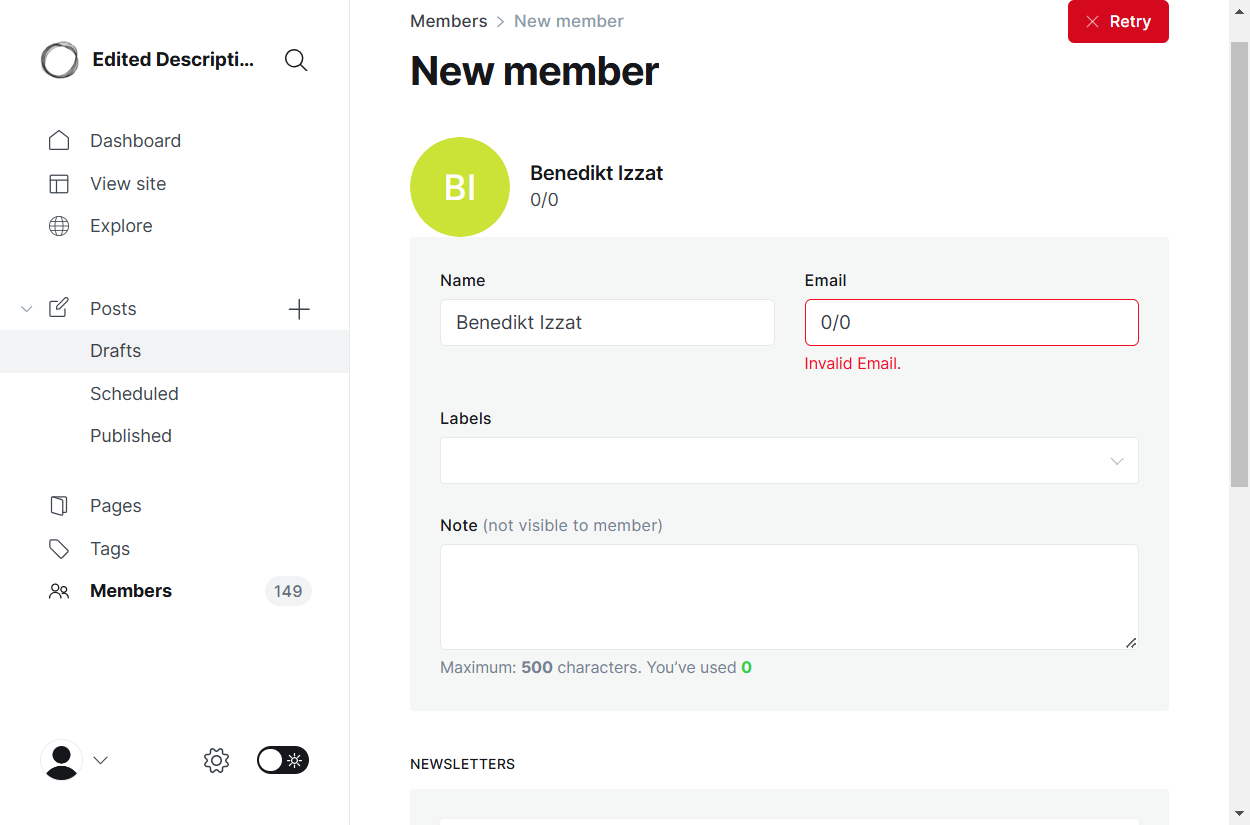 Edited Descripti...
Dashboard
View site
Explore
Posts
Drafts
Scheduled
Published
Pages
Tags
Members 149
Members > New member
Retry
New member
BI
Benedikt Izzat
0/0
Name
Benedikt Izzat
Email
0/0
Invalid Email.
Labels
Note (not visible to member)
Maximum: 500 characters. You've used 0
NEWSLETTERS